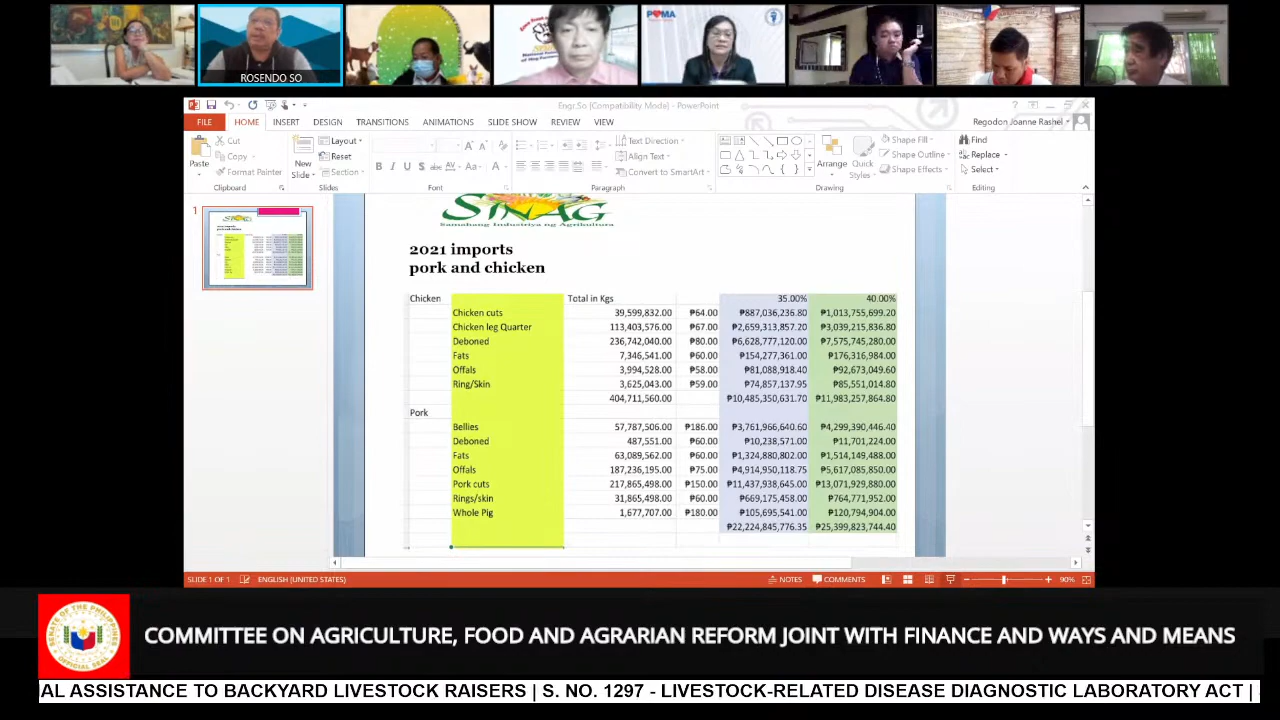 POMA
ROSENDO SO
Engr.So [Compatibility Mode] - PowerPoint
FILE HOME INSERT DESIGN TRANSITIONS ANIMATIONS SLIDE SHOW REVIEW VIEW Regodon Joanne Rashel
Cut Layout Text Direction Shape Fill Find
Copy Reset Align Text Shape Outline Replace
Paste Format Painter New Slide Section Convert to SmartArt Arrange Quick Styles Shape Effects Select
Clipboard Slides Font Paragraph Drawing Editing
1
SINAG
Samahang Industriya ng Agrikultura
2021 imports
pork and chicken
Chicken Total in Kgs 35.00% 40.00%
Chicken cuts 39,599,832.00 ₱64.00 ₱887,036,236.80 ₱1,013,755,699.20
Chicken leg Quarter 113,403,576.00 ₱67.00 ₱2,659,313,857.20 ₱3,039,215,836.80
Deboned 236,742,040.00 ₱80.00 ₱6,628,777,120.00 ₱7,575,745,280.00
Fats 7,346,541.00 ₱60.00 ₱154,277,361.00 ₱176,316,984.00
Offals 3,994,528.00 ₱58.00 ₱81,088,918.40 ₱92,673,049.60
Ring/Skin 3,625,043.00 ₱59.00 ₱74,857,137.95 ₱85,551,014.80
404,711,560.00 ₱10,485,350,631.70 ₱11,983,257,864.80
Pork
Bellies 57,787,506.00 ₱186.00 ₱3,761,966,640.60 ₱4,299,390,446.40
Deboned 487,551.00 ₱60.00 ₱10,238,571.00 ₱11,701,224.00
Fats 63,089,562.00 ₱60.00 ₱1,324,880,802.00 ₱1,514,149,488.00
Offals 187,236,195.00 ₱75.00 ₱4,914,950,118.75 ₱5,617,085,850.00
Pork cuts 217,865,498.00 ₱150.00 ₱11,437,938,645.00 ₱13,071,929,880.00
Rings/skin 31,865,498.00 ₱60.00 ₱669,175,458.00 ₱764,771,952.00
Whole Pig 1,677,707.00 ₱180.00 ₱105,695,541.00 ₱120,794,904.00
₱22,224,845,776.35 ₱25,399,823,744.40
SLIDE 1 OF 1 ENGLISH (UNITED STATES) NOTES COMMENTS 90%
SENATE OF THE PHILIPPINES
OFFICIAL SEAL
COMMITTEE ON AGRICULTURE, FOOD AND AGRARIAN REFORM JOINT WITH FINANCE AND WAYS AND MEANS
AL ASSISTANCE TO BACKYARD LIVESTOCK RAISERS | S. NO. 1297 - LIVESTOCK-RELATED DISEASE DIAGNOSTIC LABORATORY ACT |